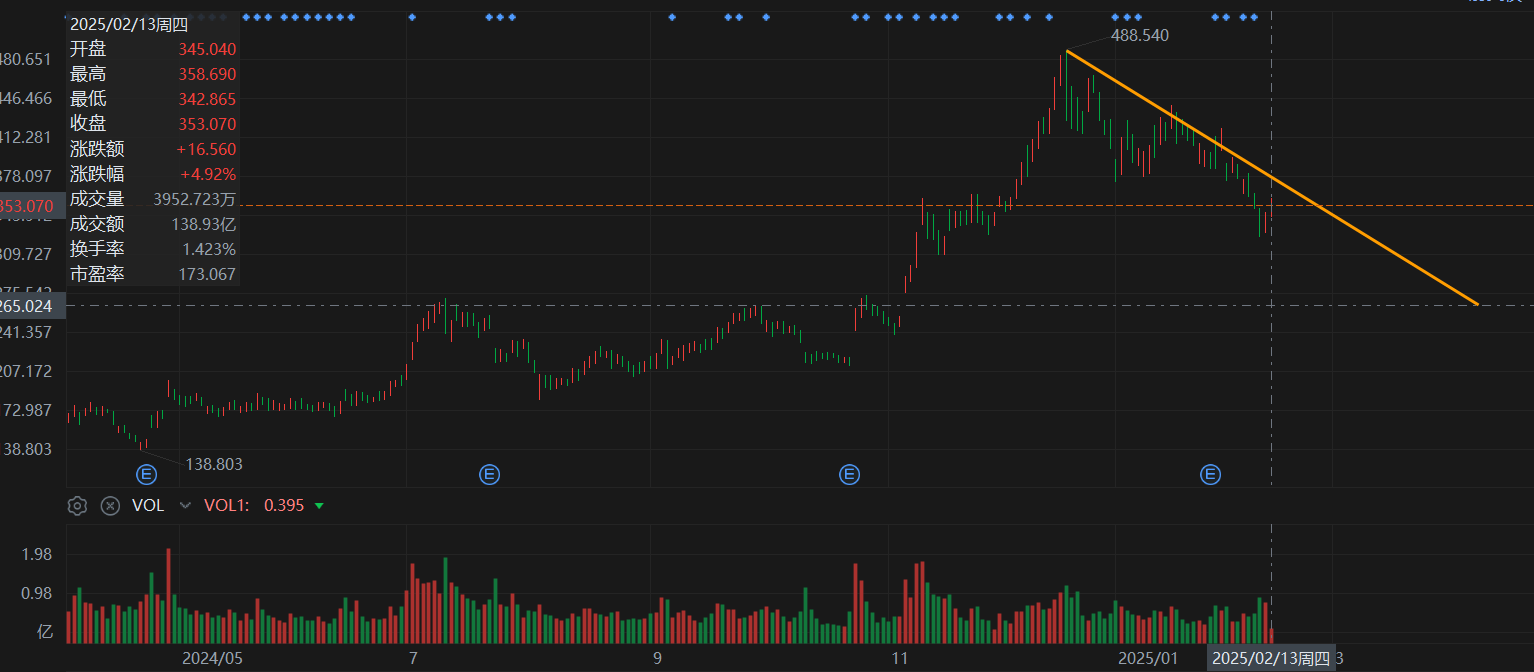 2025/02/13周四
开盘 345.040
最高 358.690
最低 342.865
收盘 353.070
涨跌额 +16.560
涨跌幅 +4.92%
成交量 3952.723万
成交额 138.93亿
换手率 1.423%
市盈率 173.067
488.540
80.651
46.466
12.281
78.097
353.070
309.727
265.024
241.357
207.172
72.987
38.803
138.803
E E E E
VOL VOL1: 0.395
1.98
0.98
亿
2024/05 7 9 11 2025/01 2025/02/13周四 3